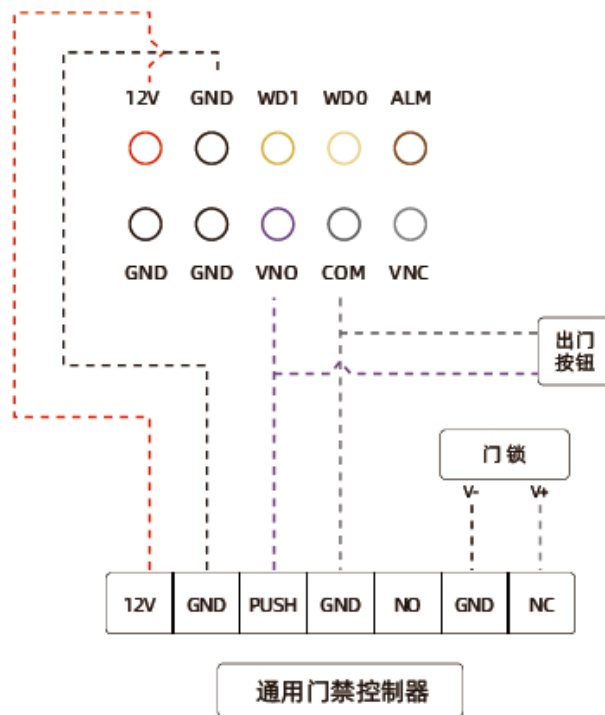 12V GND WD1 WD0 ALM
GND GND VNO COM VNC
出门
按钮
门锁
V- V+
12V GND PUSH GND NO GND NC
通用门禁控制器